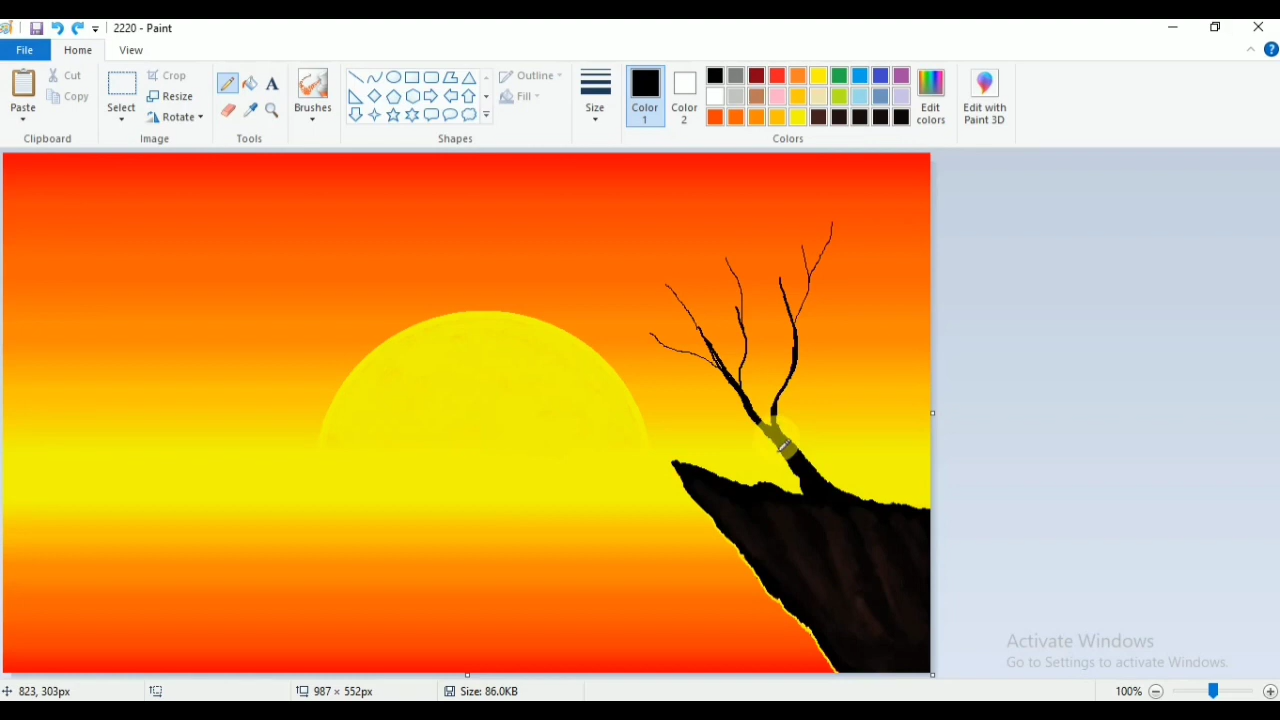 2220 - Paint
File Home View
Cut
Copy
Paste
Clipboard
Crop
Resize
Rotate
Select
Image
A
Tools
Brushes
Shapes
Outline
Fill
Size
Color 1
Color 2
Colors
Edit colors
Edit with Paint 3D
?
Activate Windows
Go to Settings to activate Windows.
823, 303px
987 × 552px
Size: 86.0KB
100%